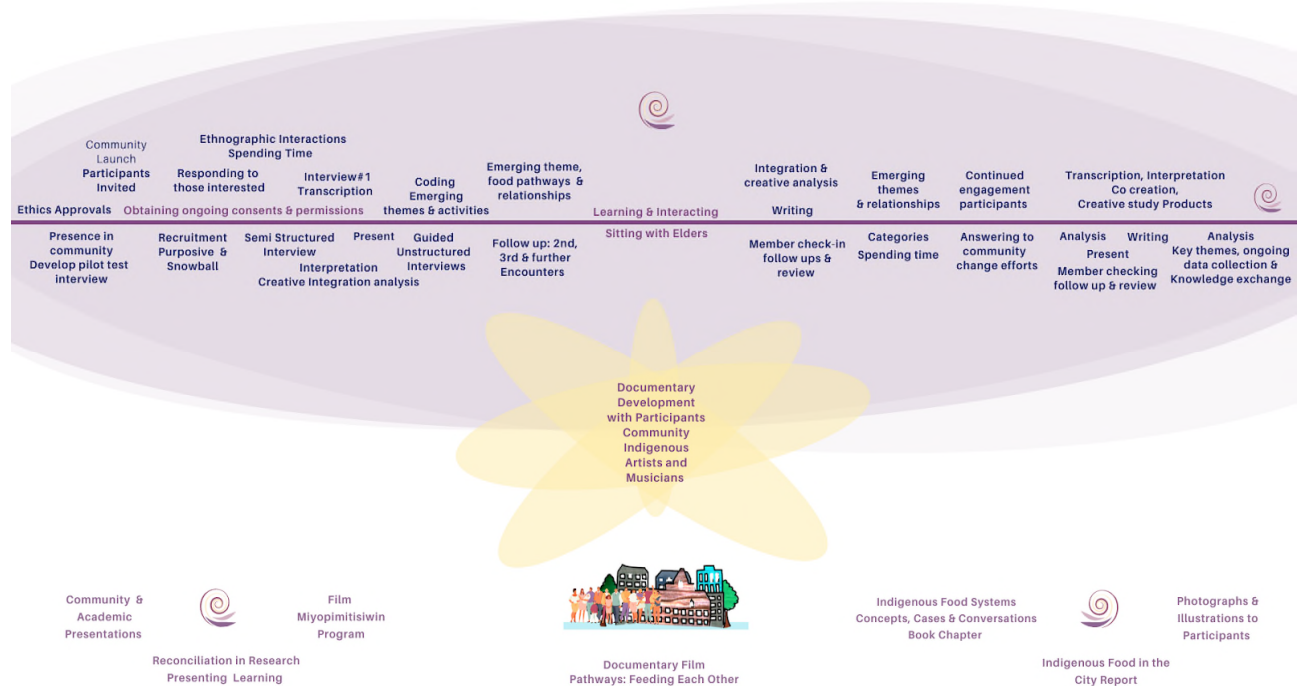 Community
Launch
Participants
Invited
Ethnographic Interactions
Spending Time
Responding to
those interested
Interview#1
Transcription
Coding
Emerging
themes & activities
Emerging theme,
food pathways &
relationships
Integration &
creative analysis
Writing
Emerging
themes
& relationships
Continued
engagement
participants
Transcription, Interpretation
Co creation,
Creative study Products
Ethics Approvals
Obtaining ongoing consents & permissions
Learning & Interacting
Sitting with Elders
Presence in
community
Develop pilot test
interview
Recruitment
Purposive &
Snowball
Semi Structured
Interview
Present
Interpretation
Creative Integration analysis
Guided
Unstructured
Interviews
Follow up: 2nd,
3rd & further
Encounters
Member check-in
follow ups &
review
Categories
Spending time
Answering to
community
change efforts
Analysis
Writing
Present
Member checking
follow up & review
Analysis
Key themes, ongoing
data collection &
Knowledge exchange
Documentary
Development
with Participants
Community
Indigenous
Artists and
Musicians
Community &
Academic
Presentations
Film
Miyopimitisiwin
Program
Reconciliation in Research
Presenting Learning
Documentary Film
Pathways: Feeding Each Other
Indigenous Food Systems
Concepts, Cases & Conversations
Book Chapter
Photographs &
Illustrations to
Participants
Indigenous Food in the
City Report